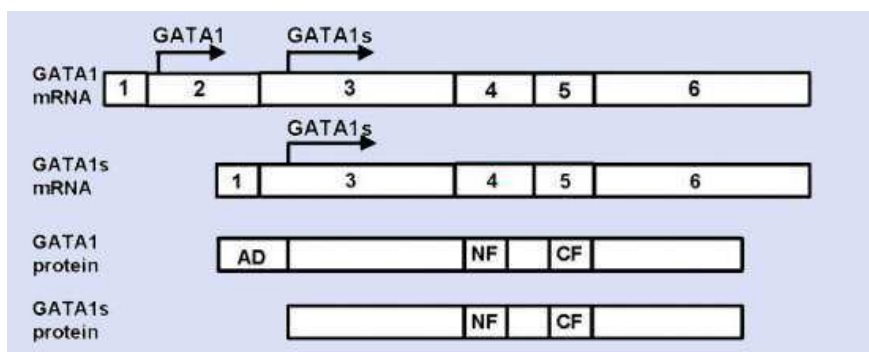 GATA1 GATA1s
GATA1 mRNA 1 2 3 4 5 6
GATA1s
GATA1s mRNA 1 3 4 5 6
GATA1 protein AD NF CF
GATA1s protein NF CF